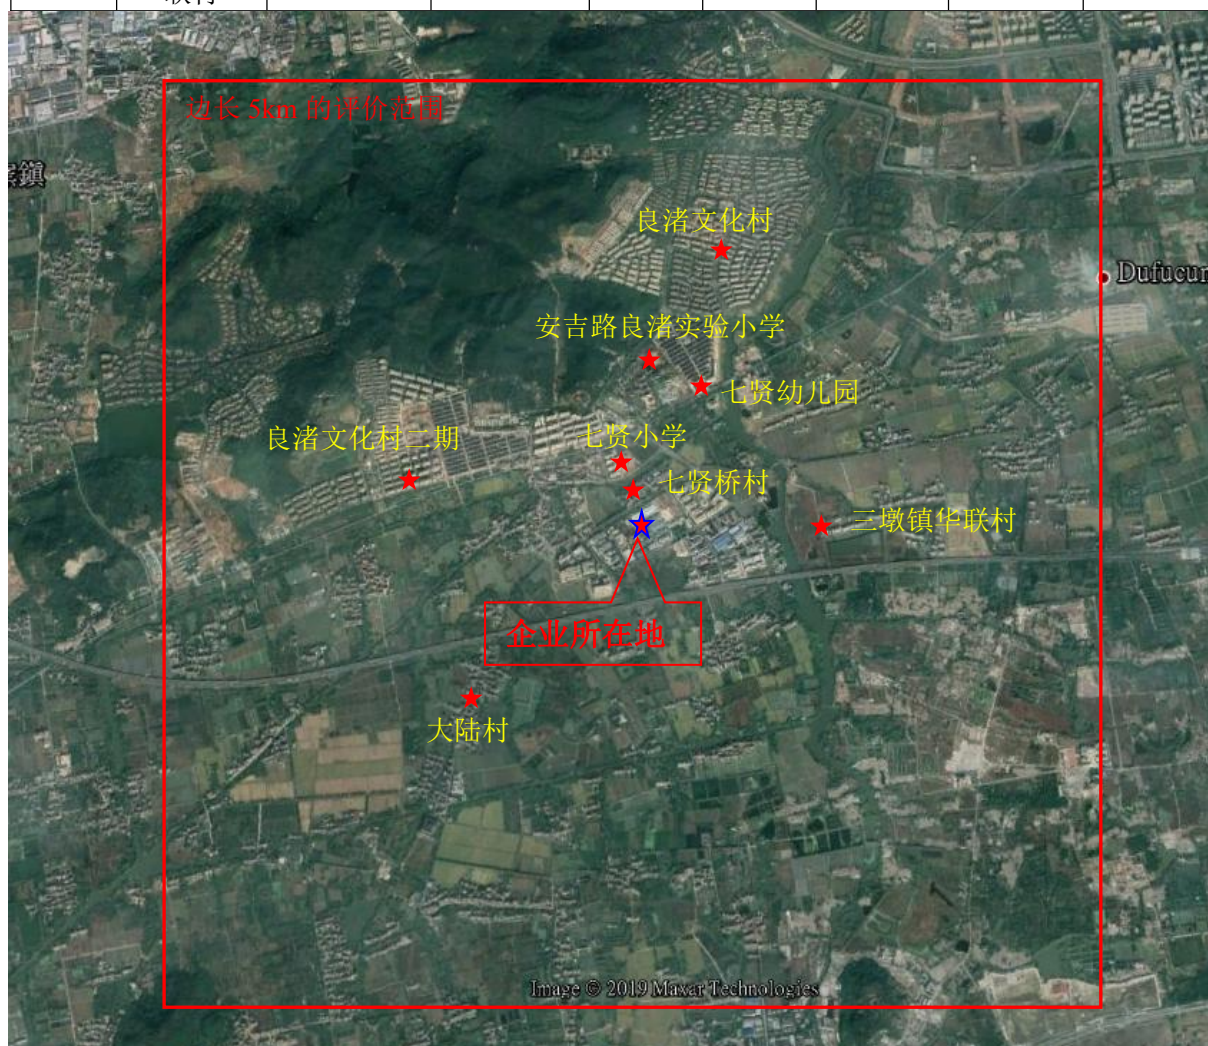 联村
边长 5km 的评价范围
良渚文化村
Dufucun
安吉路良渚实验小学
七贤幼儿园
良渚文化村二期
七贤小学
七贤桥村
三墩镇华联村
企业所在地
大陆村
Image © 2019 Maxar Technologies